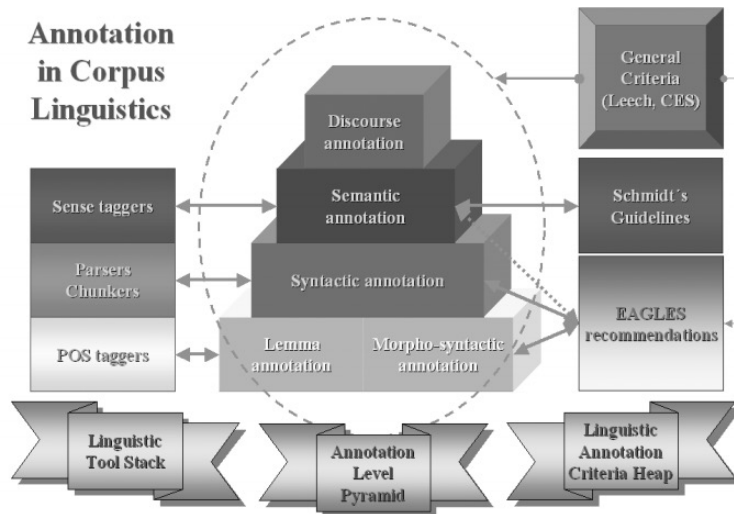 Annotation
in Corpus
Linguistics
General
Criteria
(Leech, CES)
Discourse
annotation
Sense taggers
Semantic
annotation
Schmidt´s
Guidelines
Parsers
Chunkers
Syntactic annotation
EAGLES
recommendations
POS taggers
Lemma
annotation
Morpho-syntactic
annotation
Linguistic
Tool Stack
Annotation
Level
Pyramid
Linguistic
Annotation
Criteria Heap